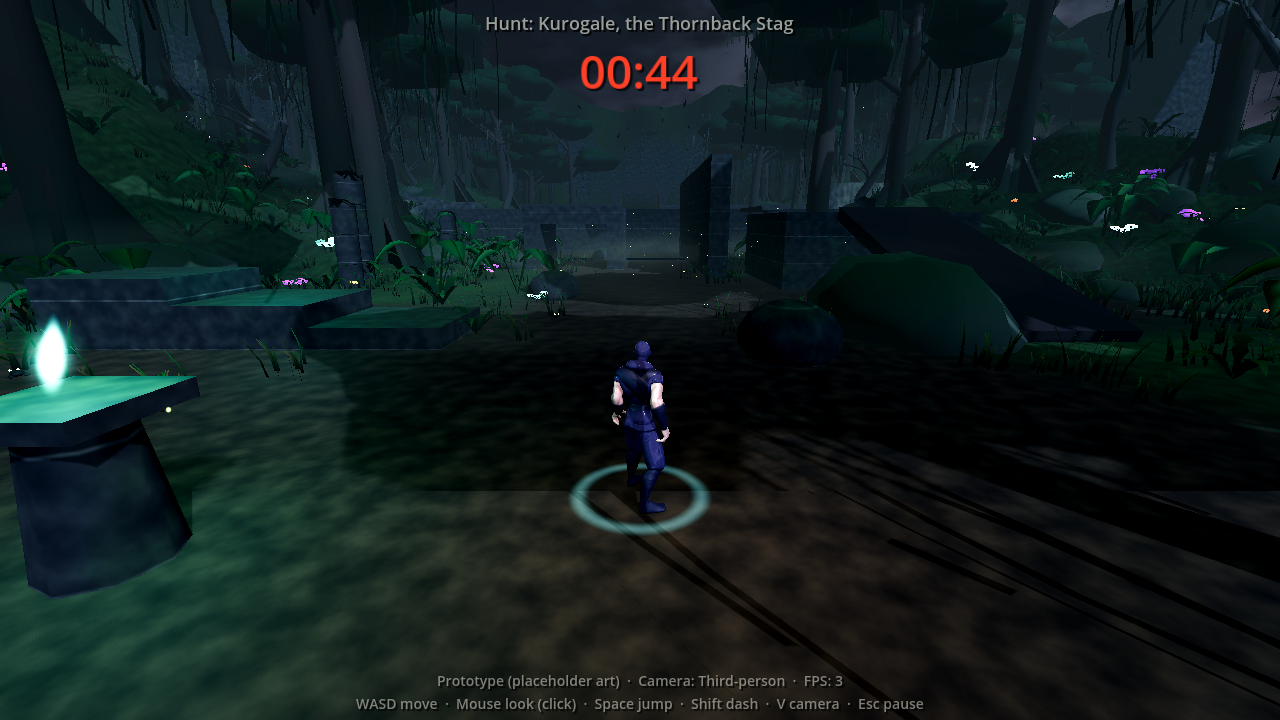 Hunt: Kurogale, the Thornback Stag
00:44
Prototype (placeholder art) · Camera: Third-person · FPS: 3
WASD move · Mouse look (click) · Space jump · Shift dash · V camera · Esc pause